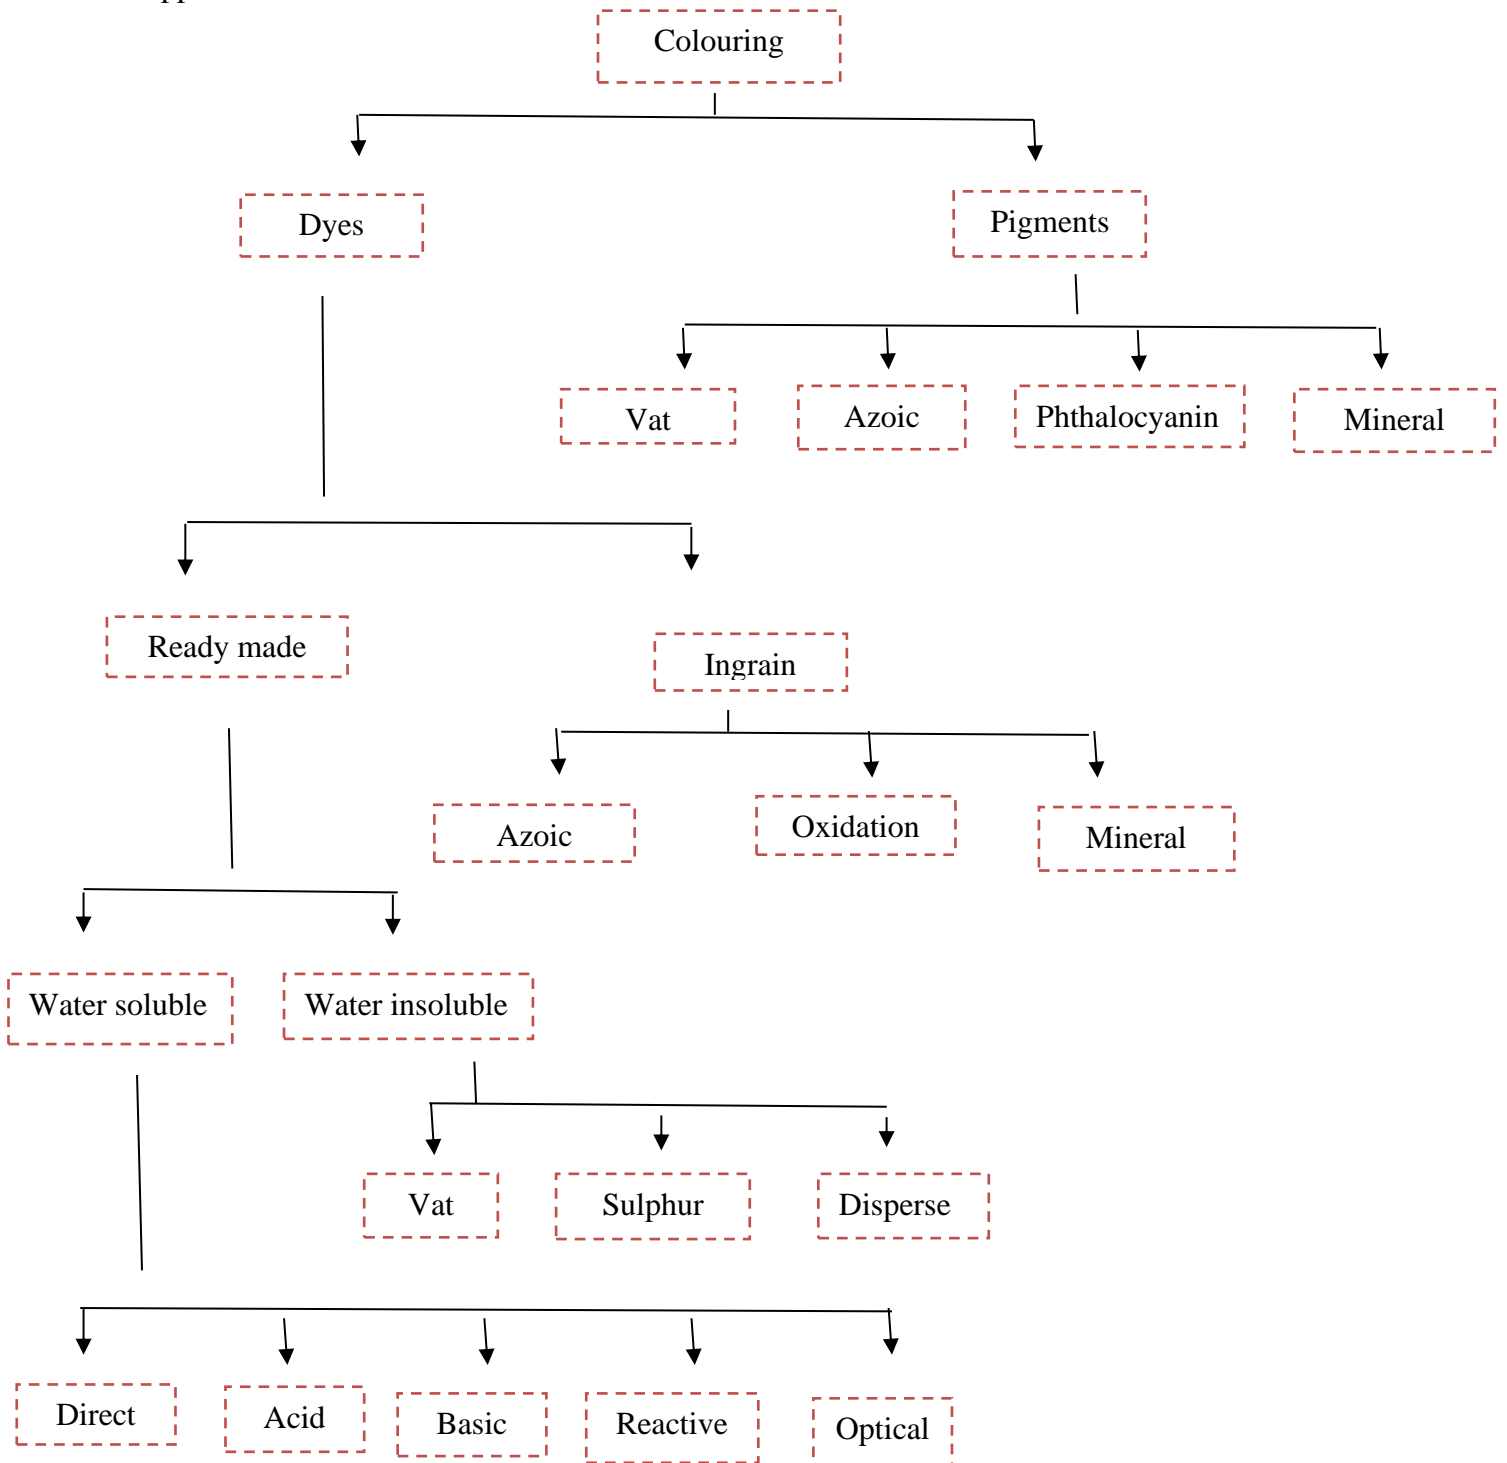 Colouring
Dyes
Pigments
Vat
Azoic
Phthalocyanin
Mineral
Ready made
Ingrain
Azoic
Oxidation
Mineral
Water soluble
Water insoluble
Vat
Sulphur
Disperse
Direct
Acid
Basic
Reactive
Optical